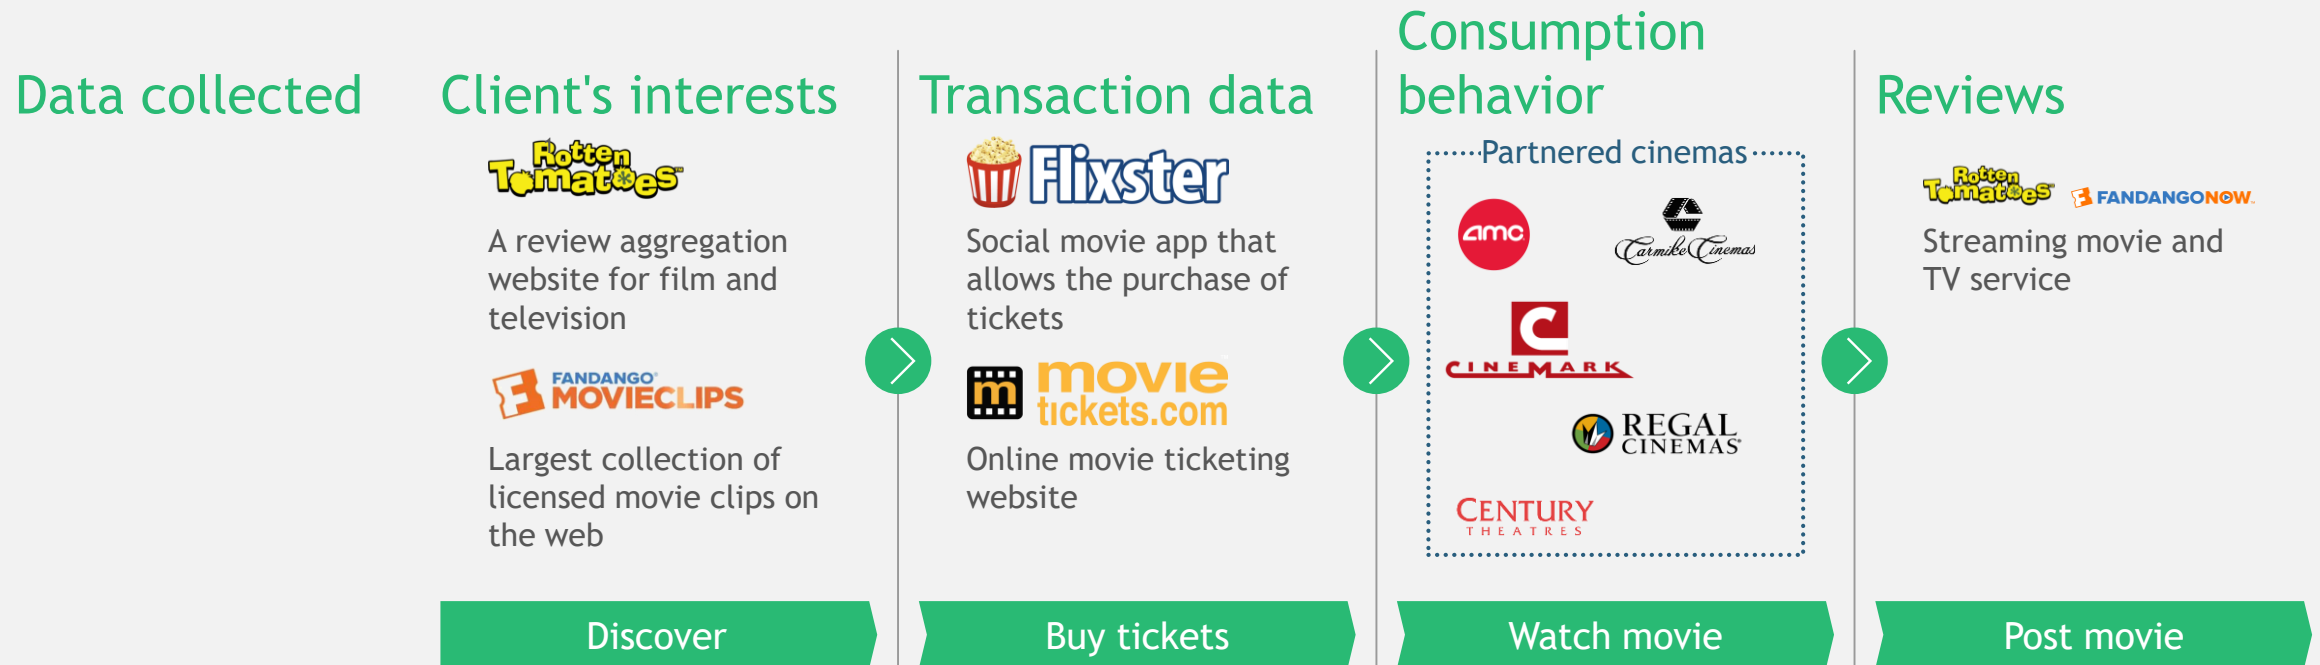 Data collected
Client's interests
Rotten
Tomatoes™
A review aggregation
website for film and
television
FANDANGO®
MOVIECLIPS
Largest collection of
licensed movie clips on
the web
Discover
Transaction data
Flixster
Social movie app that
allows the purchase of
tickets
m movie
tickets.com
Online movie ticketing
website
Buy tickets
Consumption
behavior
Partnered cinemas
amc
Carmike Cinemas
C
CINEMARK
REGAL
CINEMAS®
CENTURY
THEATRES
Watch movie
Reviews
Rotten
Tomatoes™
F FANDANGONOW™
Streaming movie and
TV service
Post movie